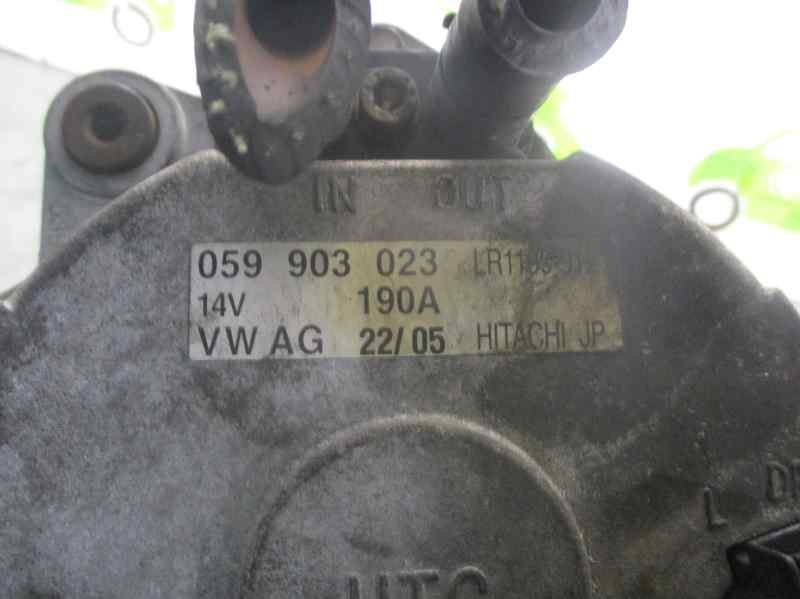 IN OUT
059 903 023
14V 190A
VW AG 22/05 HITACHI JP
L